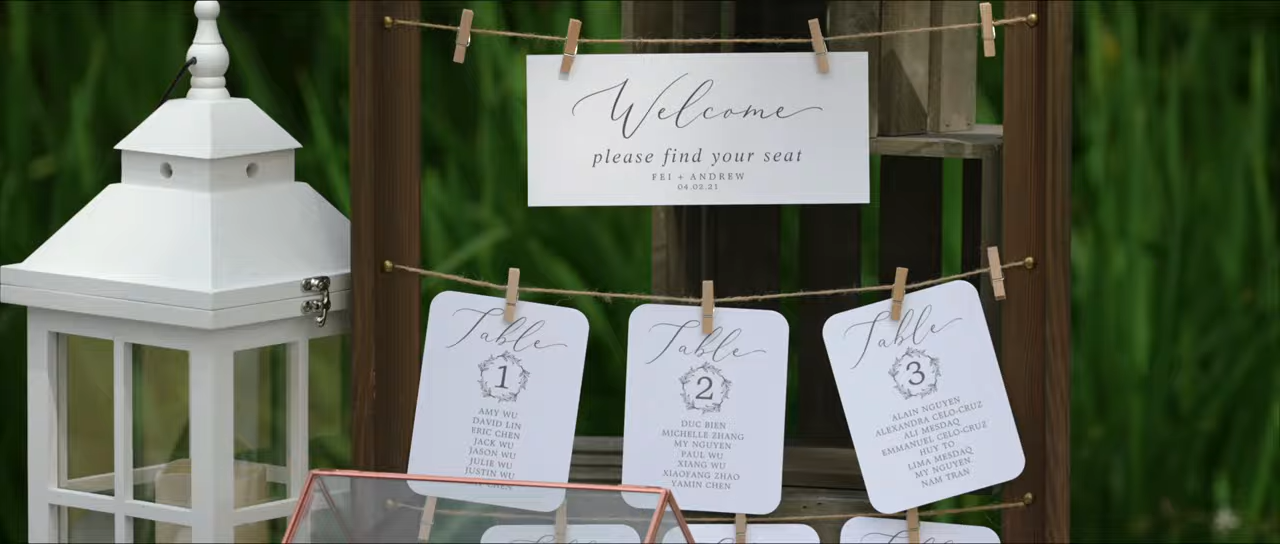 Welcome
please find your seat
FEI + ANDREW
04.02.21
Table
1
AMY WU
DAVID LIN
ERIC CHEN
JACK WU
JASON WU
JULIE WU
JUSTIN WU
CHEN
Table
2
DUC BIEN
MICHELLE ZHANG
MY NGUYEN
PAUL WU
XIANG WU
XIAOFANG ZHAO
YAMIN CHEN
Table
3
ALAIN NGUYEN
ALEXANDRA CELO-CRUZ
ALI MESDAQ
EMMANUEL CELO-CRUZ
HUY TO
LIMA MESDAQ
MY NGUYEN
NAM TRAN